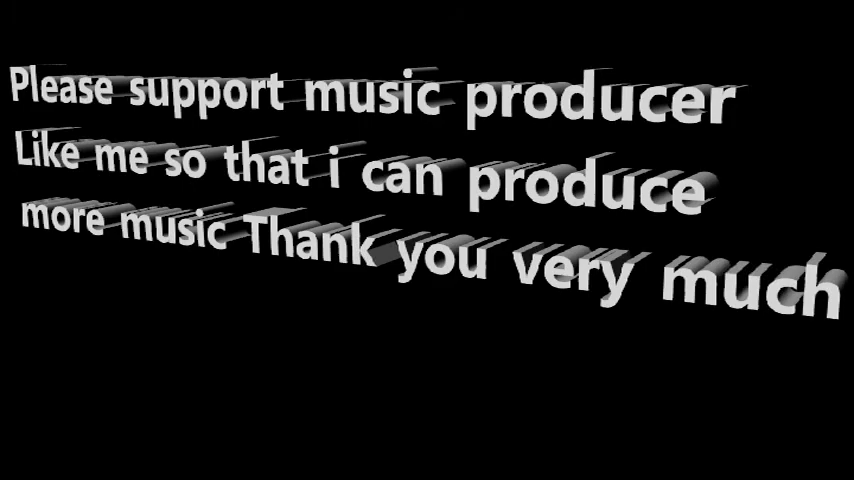 Please support music producer
Like me so that i can produce
more music Thank you very much